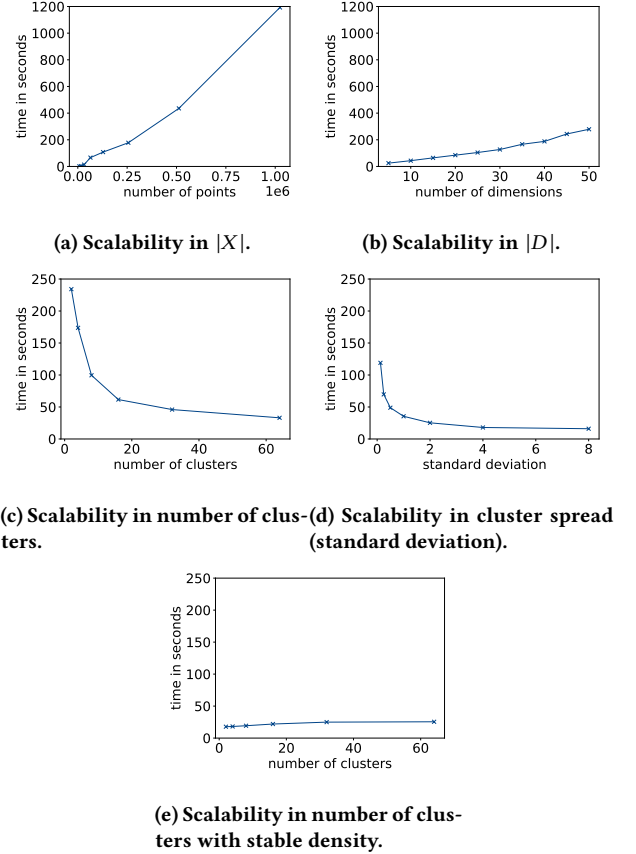 1200
1000
800
600
400
200
0
time in seconds
0.00 0.25 0.50 0.75 1.00
number of points 1e6
(a) Scalability in |X|.
1200
1000
800
600
400
200
0
time in seconds
10 20 30 40 50
number of dimensions
(b) Scalability in |D|.
250
200
150
100
50
0
time in seconds
0 20 40 60
number of clusters
(c) Scalability in number of clus-
ters.
250
200
150
100
50
0
time in seconds
0 2 4 6 8
standard deviation
(d) Scalability in cluster spread
(standard deviation).
250
200
150
100
50
0
time in seconds
0 20 40 60
number of clusters
(e) Scalability in number of clus-
ters with stable density.